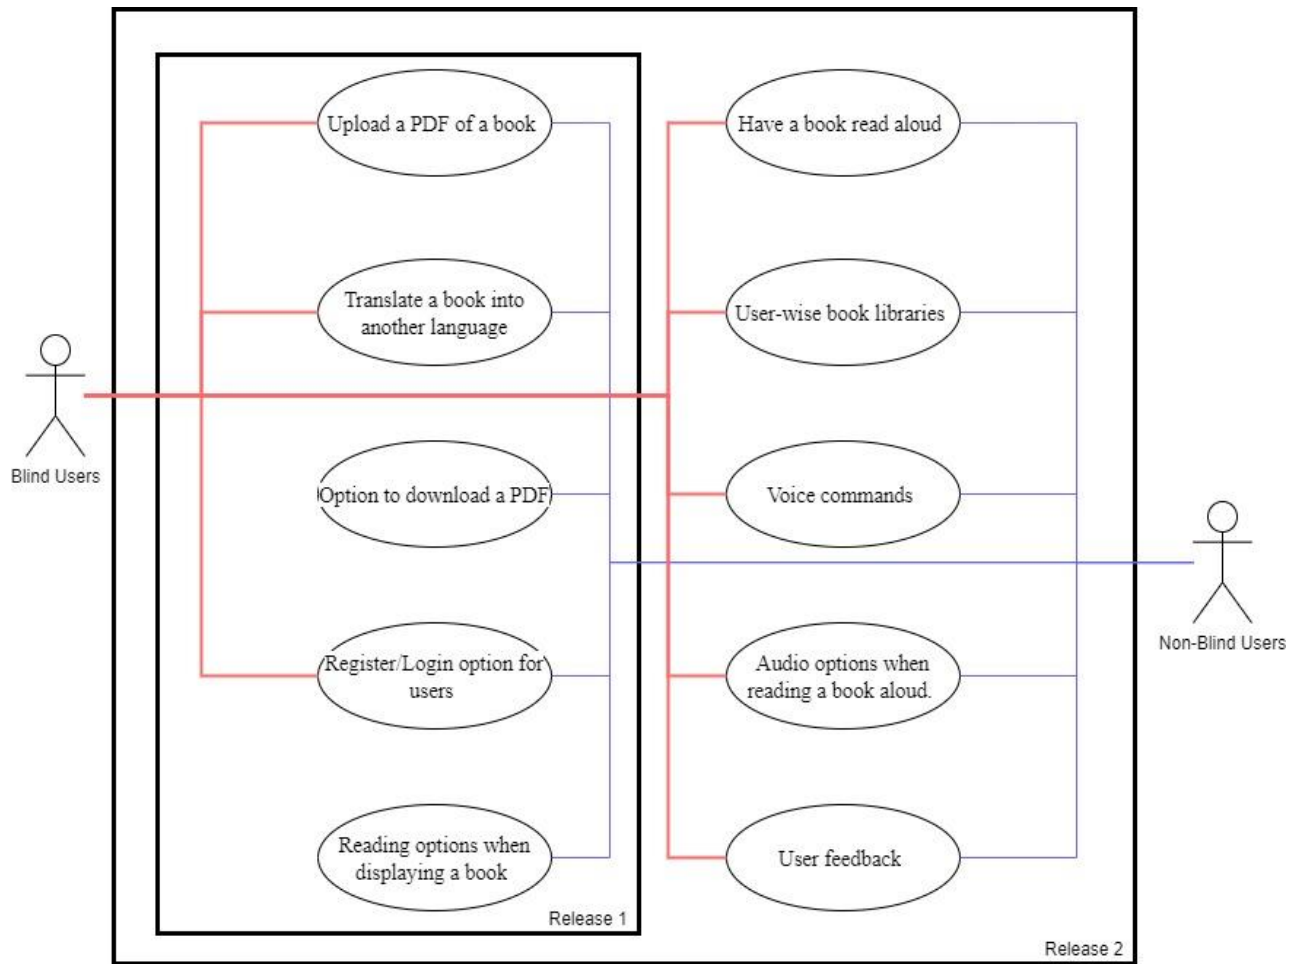 Upload a PDF of a book
Have a book read aloud
Translate a book into
another language
User-wise book libraries
Blind Users
Option to download a PDF
Voice commands
Non-Blind Users
Register/Login option for
users
Audio options when
reading a book aloud.
Reading options when
displaying a book
User feedback
Release 1
Release 2